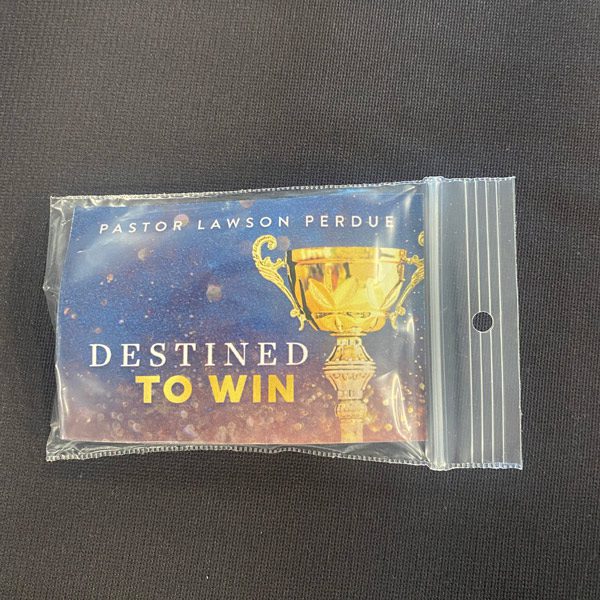 PASTOR LAWSON PERDUE
DESTINED
TO WIN